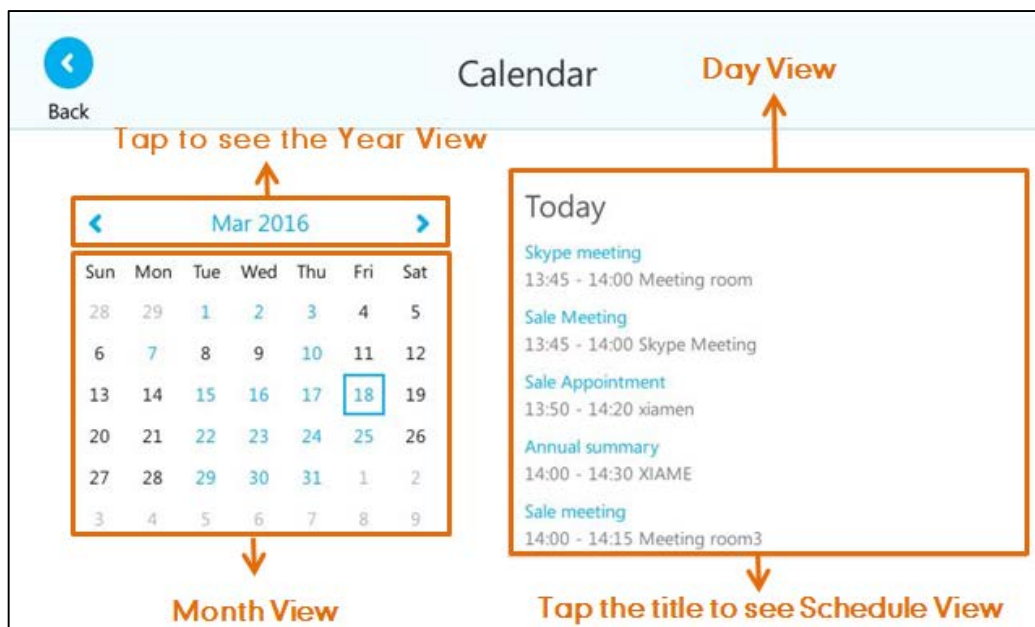 Calendar
Day View
Back
Tap to see the Year View
Mar 2016
Sun Mon Tue Wed Thu Fri Sat
28 29 1 2 3 4 5
6 7 8 9 10 11 12
13 14 15 16 17 18 19
20 21 22 23 24 25 26
27 28 29 30 31 1 2
3 4 5 6 7 8 9
Month View
Today
Skype meeting
13:45 - 14:00 Meeting room
Sale Meeting
13:45 - 14:00 Skype Meeting
Sale Appointment
13:50 - 14:20 xiamen
Annual summary
14:00 - 14:30 XIAME
Sale meeting
14:00 - 14:15 Meeting room3
Tap the title to see Schedule View